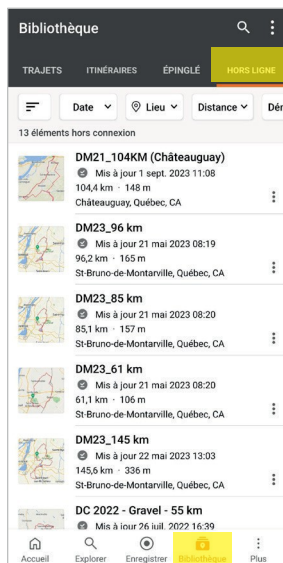 Bibliothèque
TRAJETS ITINÉRAIRES ÉPINGLÉ HORS LIGNE
Date Lieu Distance Dér
13 éléments hors connexion
DM21_104KM (Châteauguay)
Mis à jour 1 sept. 2023 11:08
104,4 km · 148 m
Châteauguay, Québec, CA
DM23_96 km
Mis à jour 21 mai 2023 08:19
96,2 km · 165 m
St-Bruno-de-Montarville, Québec, CA
DM23_85 km
Mis à jour 21 mai 2023 08:20
85,1 km · 157 m
St-Bruno-de-Montarville, Québec, CA
DM23_61 km
Mis à jour 21 mai 2023 08:20
61,1 km · 106 m
St-Bruno-de-Montarville, Québec, CA
DM23_145 km
Mis à jour 22 mai 2023 13:03
145,6 km · 336 m
St-Bruno-de-Montarville, Québec, CA
DC 2022 - Gravel - 55 km
Mis à jour 26 juil. 2022 16:39
Accueil Explorer Enregistrer Bibliothèque Plus